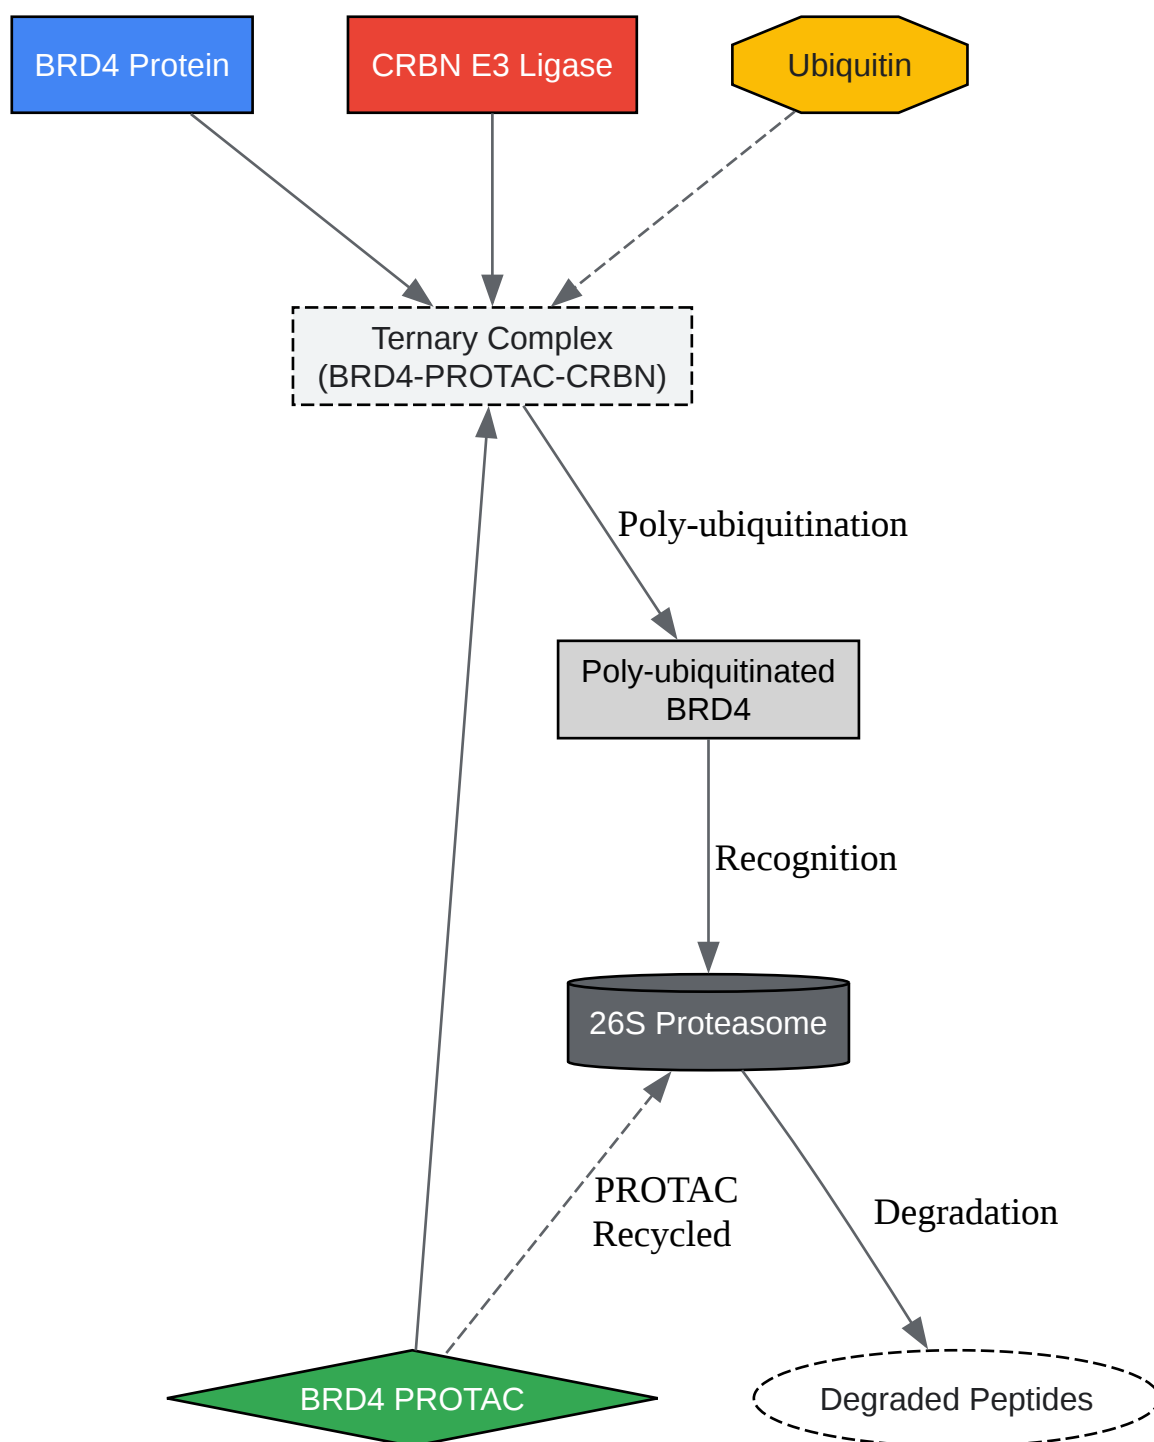 BRD4 Protein
CRBN E3 Ligase
Ubiquitin
Ternary Complex
(BRD4-PROTAC-CRBN)
Poly-ubiquitination
Poly-ubiquitinated
BRD4
Recognition
26S Proteasome
PROTAC
Recycled
Degradation
BRD4 PROTAC
Degraded Peptides